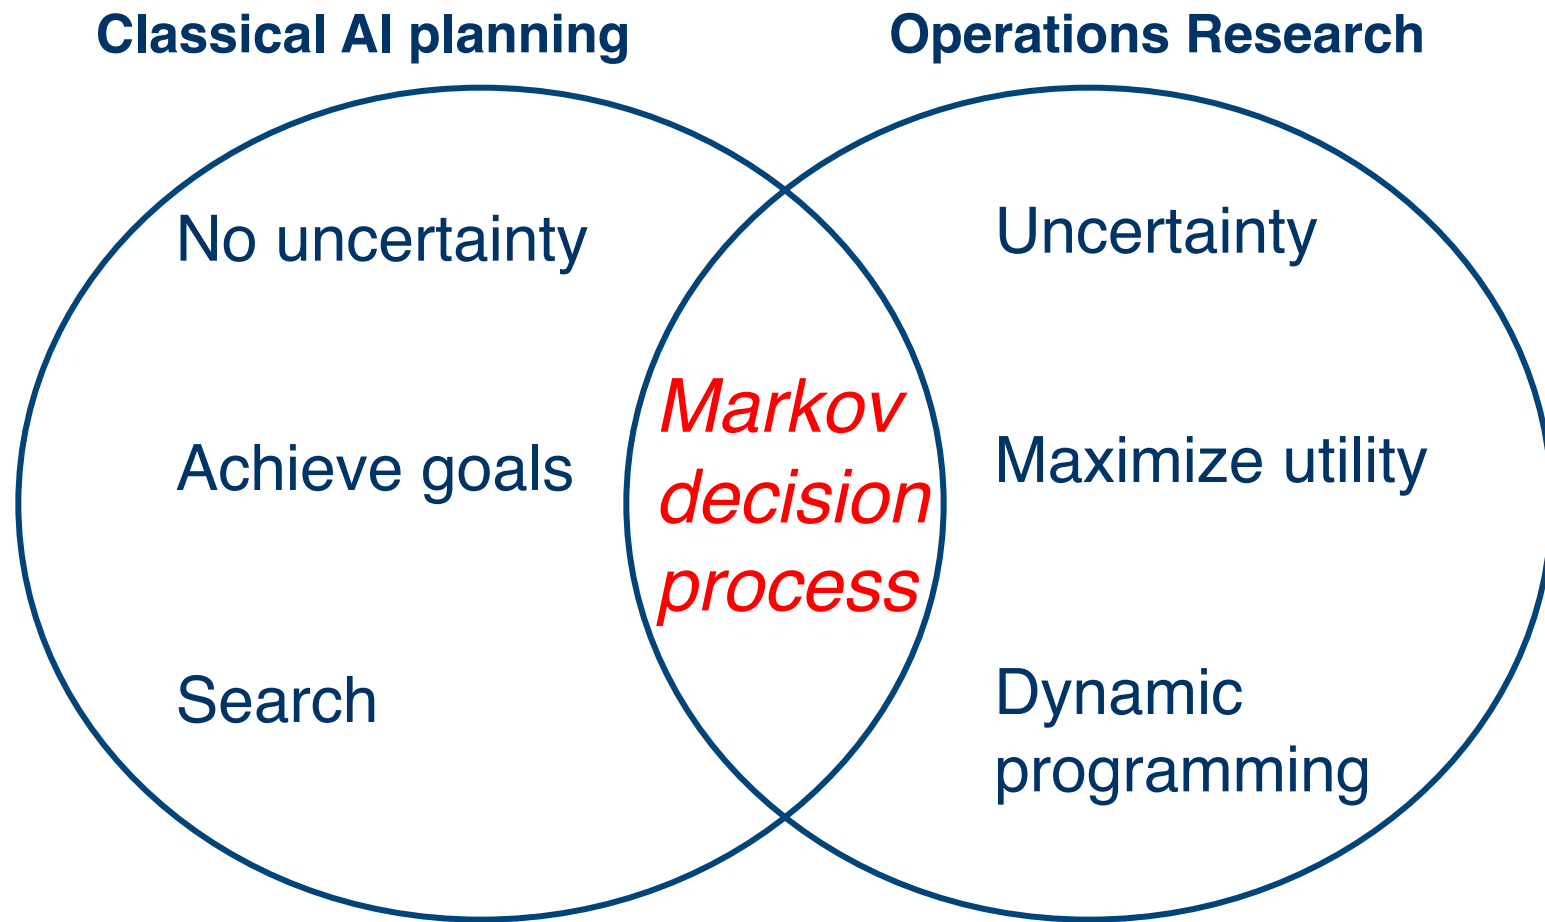 Classical AI planning
Operations Research
No uncertainty
Achieve goals
Search
Markov
decision
process
Uncertainty
Maximize utility
Dynamic
programming